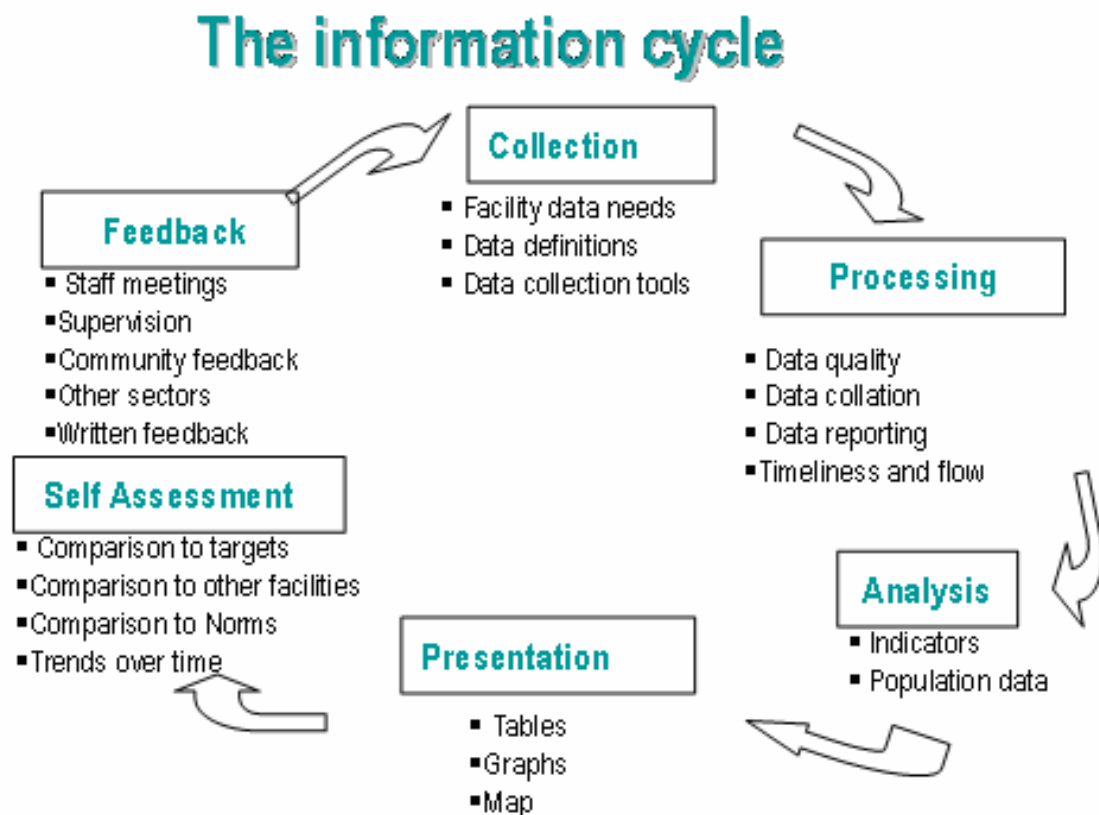 The information cycle
Collection
▪ Facility data needs
▪ Data definitions
▪ Data collection tools
Processing
▪ Data quality
▪ Data collation
▪ Data reporting
▪Timeliness and flow
Analysis
▪ Indicators
▪ Population data
Presentation
▪ Tables
▪Graphs
▪Map
Self Assessment
▪ Comparison to targets
▪Comparison to other facilities
▪Comparison to Norms
▪Trends over time
Feedback
▪ Staff meetings
▪Supervision
▪Community feedback
▪Other sectors
▪Written feedback